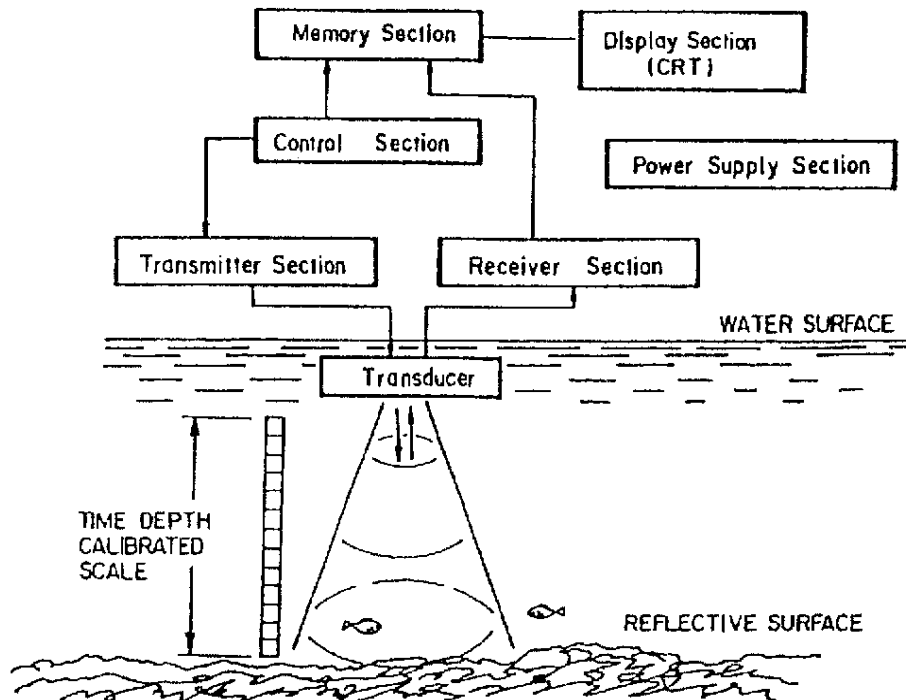 Memory Section
Display Section
(CRT)
Control Section
Power Supply Section
Transmitter Section
Receiver Section
WATER SURFACE
Transducer
TIME DEPTH
CALIBRATED
SCALE
REFLECTIVE SURFACE